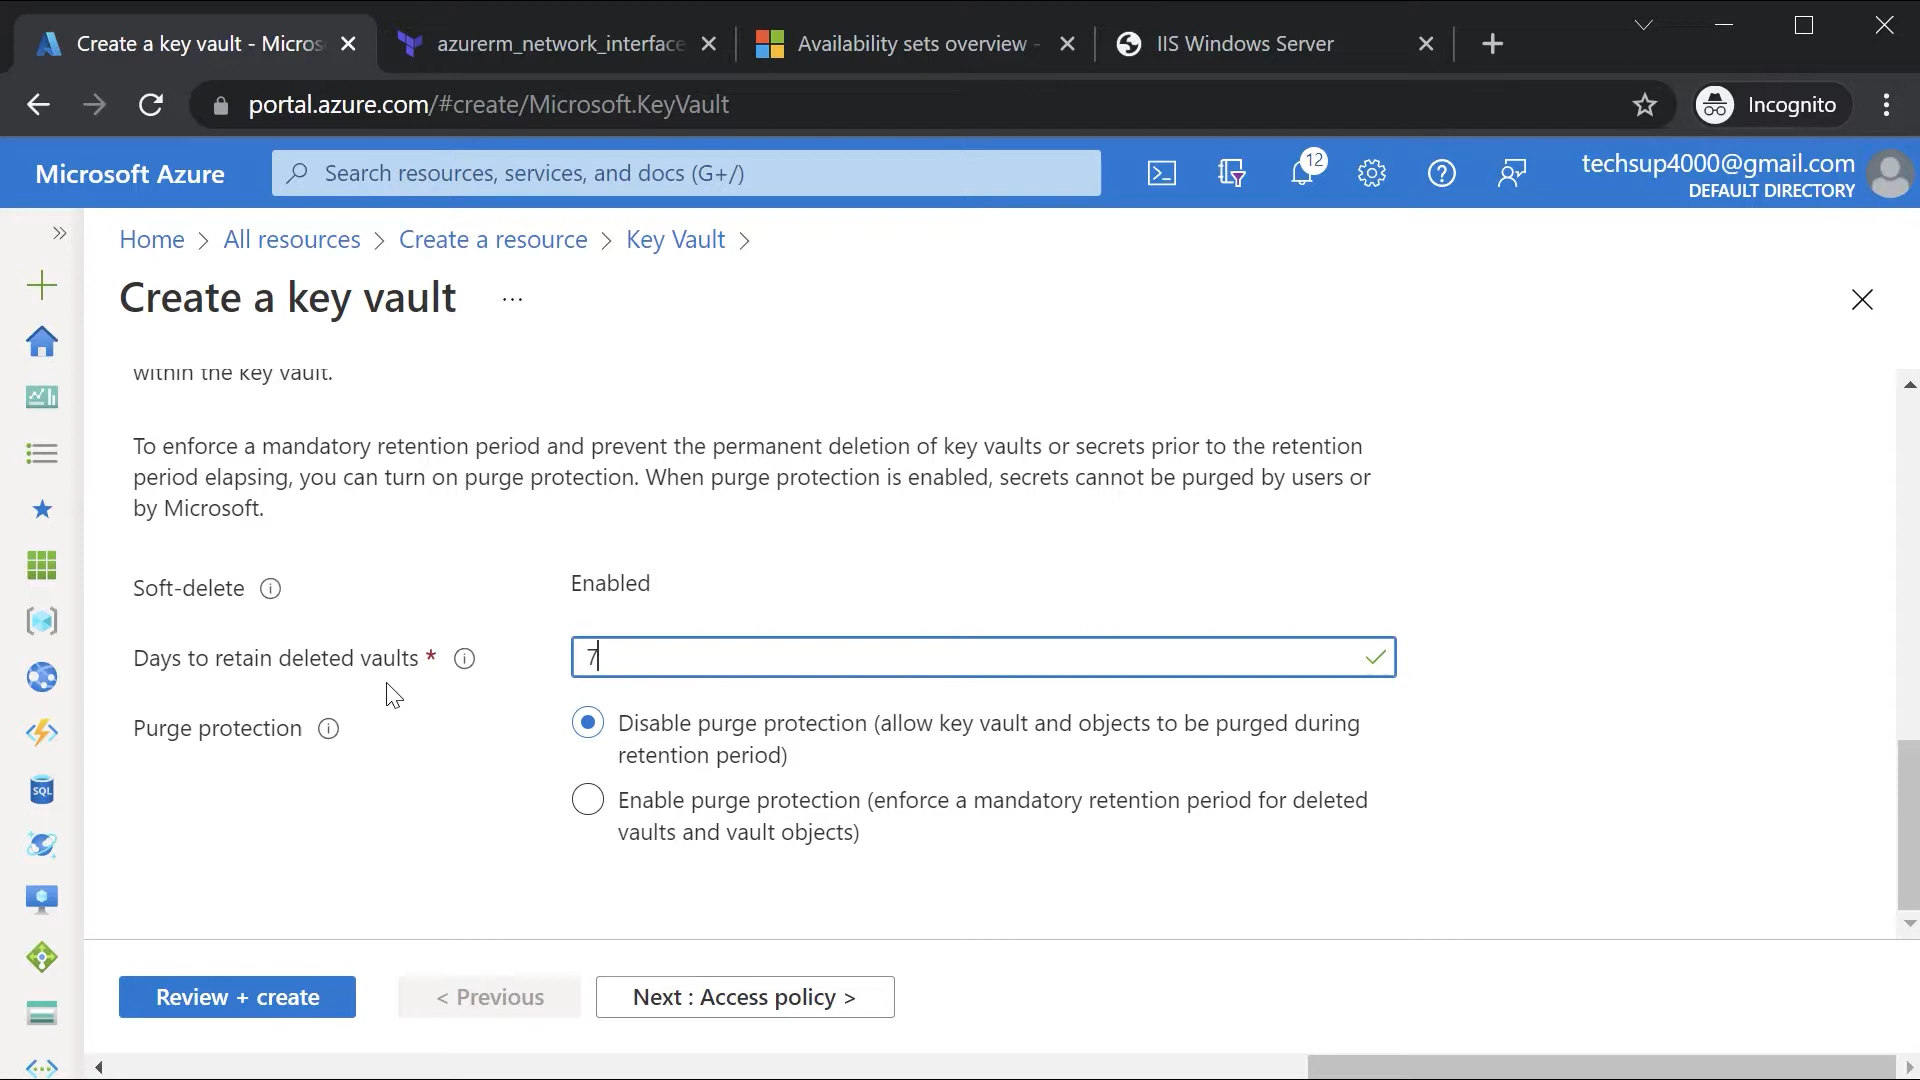 Create a key vault - Micros
azurerm_network_interface
Availability sets overview -
IIS Windows Server
portal.azure.com/#create/Microsoft.KeyVault
Incognito
Microsoft Azure
Search resources, services, and docs (G+/)
12
techsup4000@gmail.com
DEFAULT DIRECTORY
Home > All resources > Create a resource > Key Vault >
Create a key vault ...
within the key vault.
To enforce a mandatory retention period and prevent the permanent deletion of key vaults or secrets prior to the retention
period elapsing, you can turn on purge protection. When purge protection is enabled, secrets cannot be purged by users or
by Microsoft.
Soft-delete
Enabled
Days to retain deleted vaults *
7
Purge protection
Disable purge protection (allow key vault and objects to be purged during
retention period)
Enable purge protection (enforce a mandatory retention period for deleted
vaults and vault objects)
SQL
Review + create
< Previous
Next : Access policy >